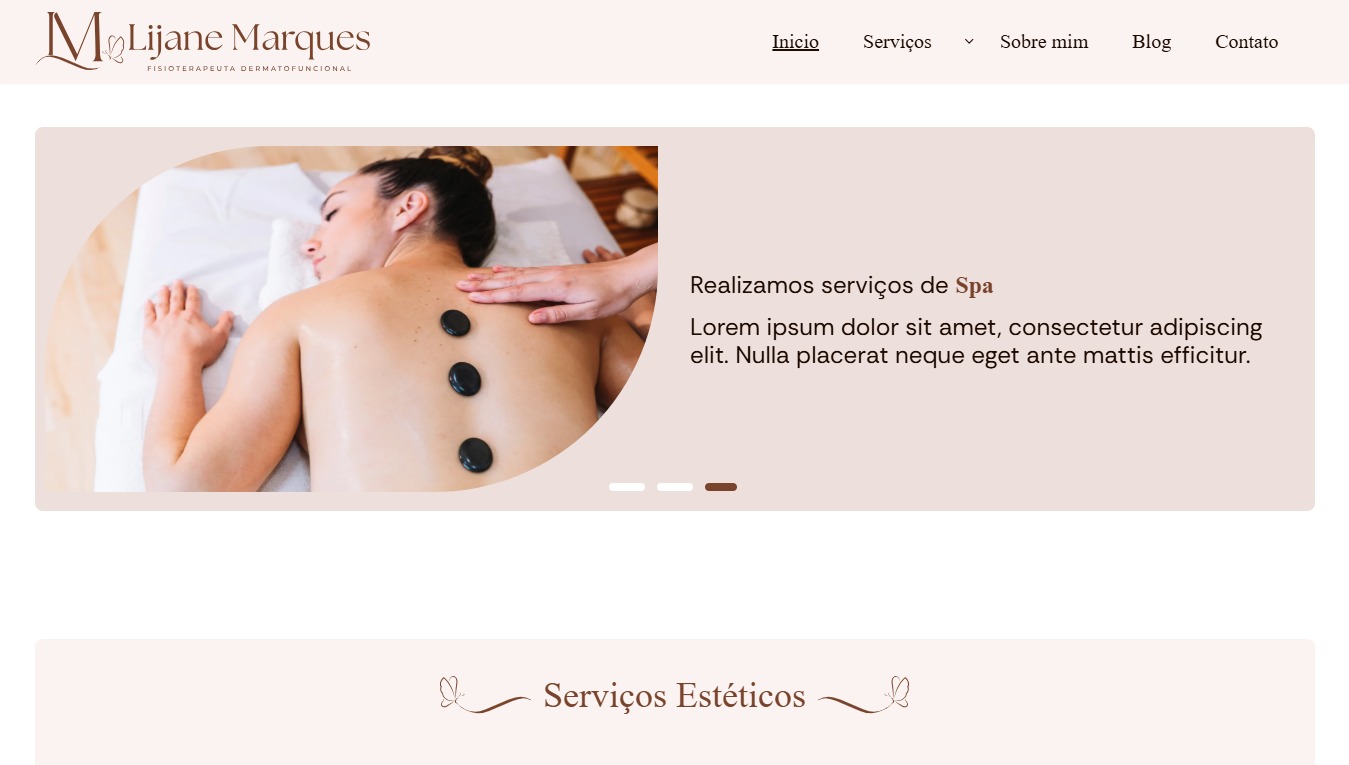 M Lijane Marques
FISIOTERAPEUTA DERMATOFUNCIONAL
Inicio Serviços Sobre mim Blog Contato
Realizamos serviços de Spa
Lorem ipsum dolor sit amet, consectetur adipiscing
elit. Nulla placerat neque eget ante mattis efficitur.
Serviços Estéticos